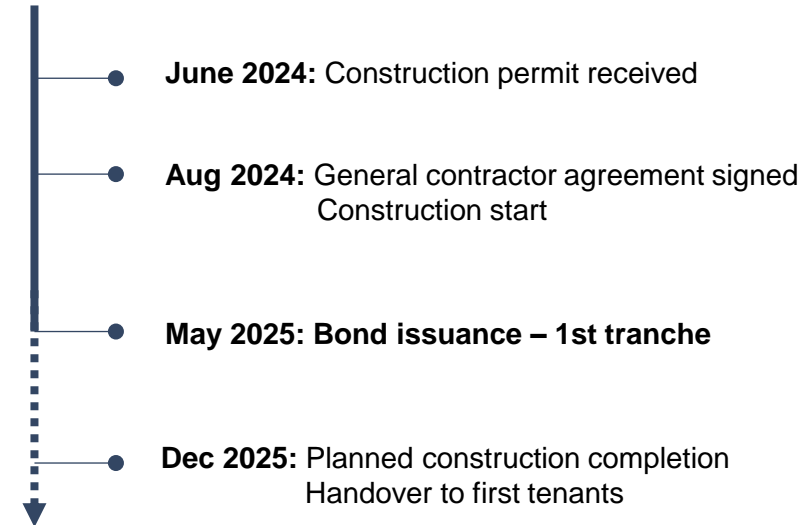 June 2024: Construction permit received
Aug 2024: General contractor agreement signed
Construction start
May 2025: Bond issuance – 1st tranche
Dec 2025: Planned construction completion
Handover to first tenants